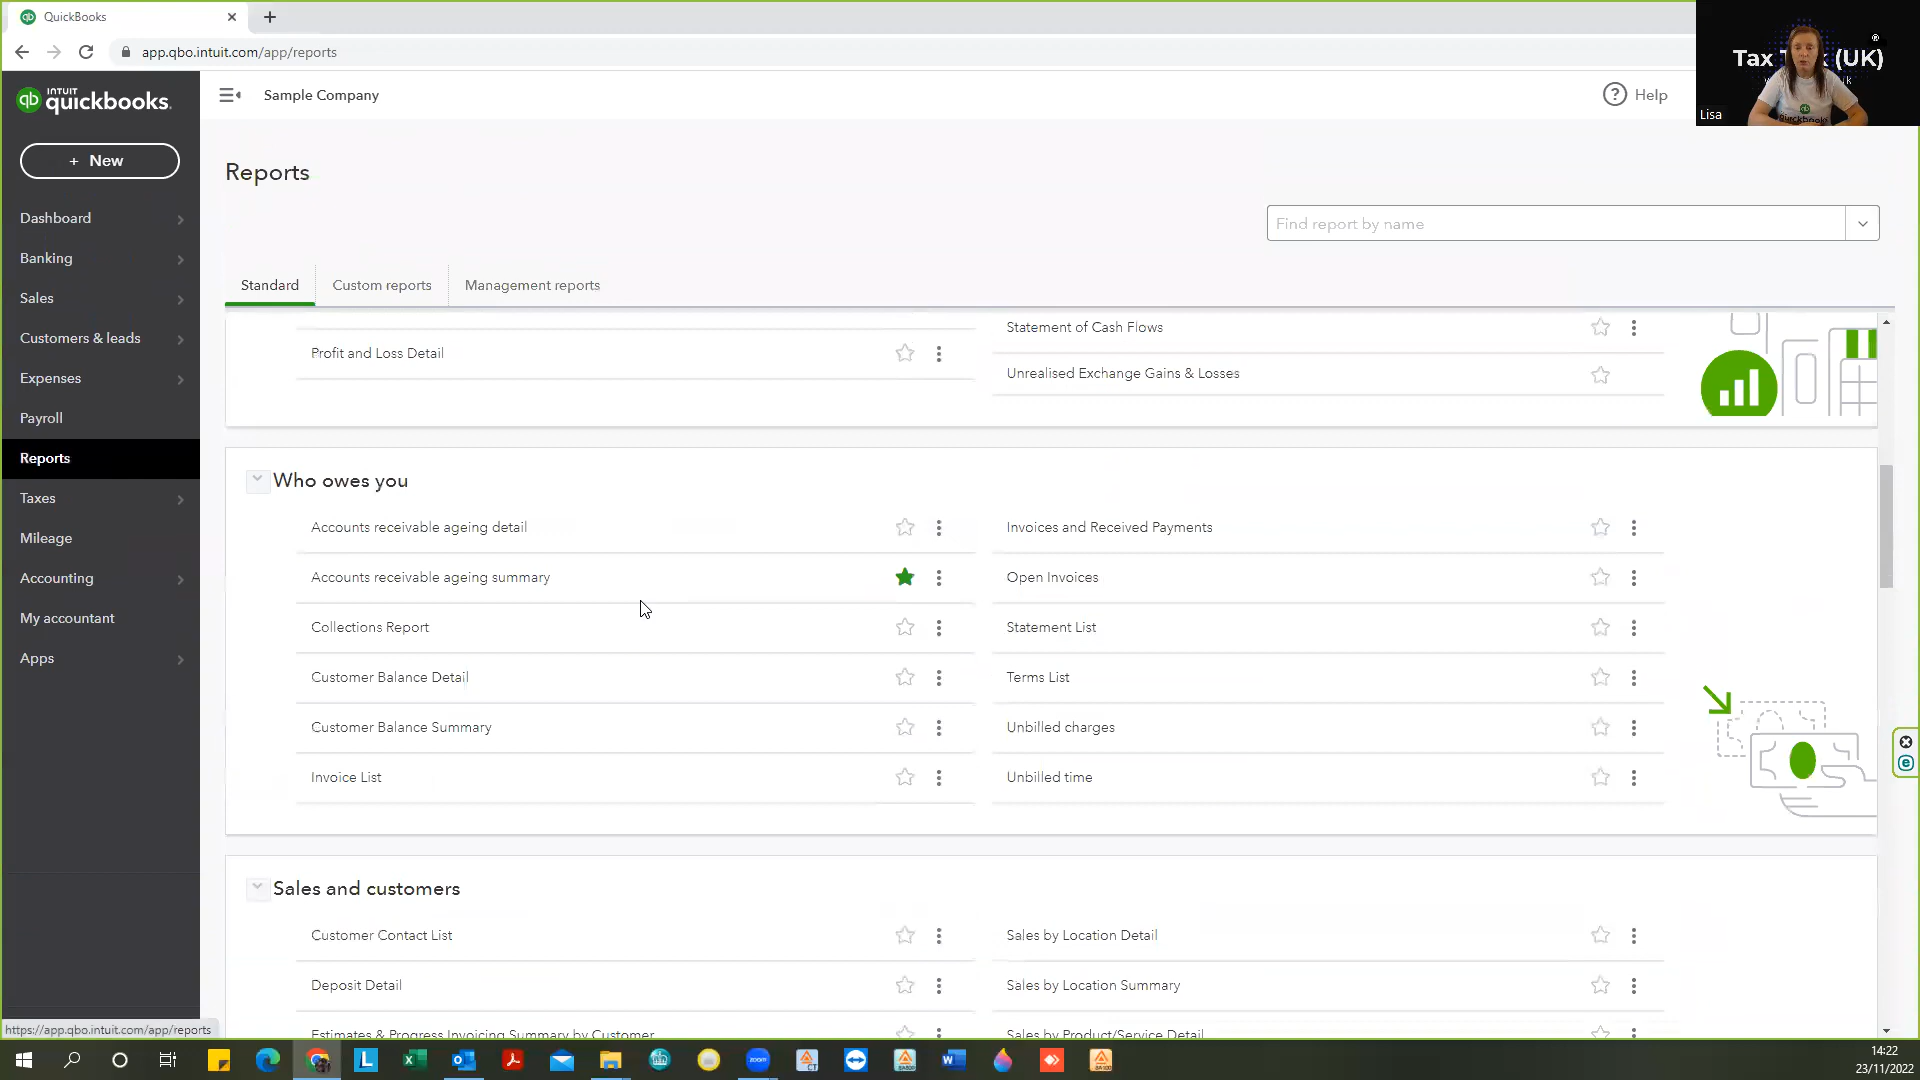 QuickBooks
app.qbo.intuit.com/app/reports
Tax (UK)
Lisa
quickbooks
INTUIT
quickbooks.
Sample Company
Help
+ New
Dashboard
Banking
Sales
Customers & leads
Expenses
Payroll
Reports
Taxes
Mileage
Accounting
My accountant
Apps
https://app.qbo.intuit.com/app/reports
Reports
Find report by name
Standard
Custom reports
Management reports
Profit and Loss Detail
Statement of Cash Flows
Unrealised Exchange Gains & Losses
Who owes you
Accounts receivable ageing detail
Accounts receivable ageing summary
Collections Report
Customer Balance Detail
Customer Balance Summary
Invoice List
Invoices and Received Payments
Open Invoices
Statement List
Terms List
Unbilled charges
Unbilled time
Sales and customers
Customer Contact List
Deposit Detail
Estimates & Progress Invoicing Summary by Customer
Sales by Location Detail
Sales by Location Summary
Sales by Product/Service Detail
zoom
14:22
23/11/2022